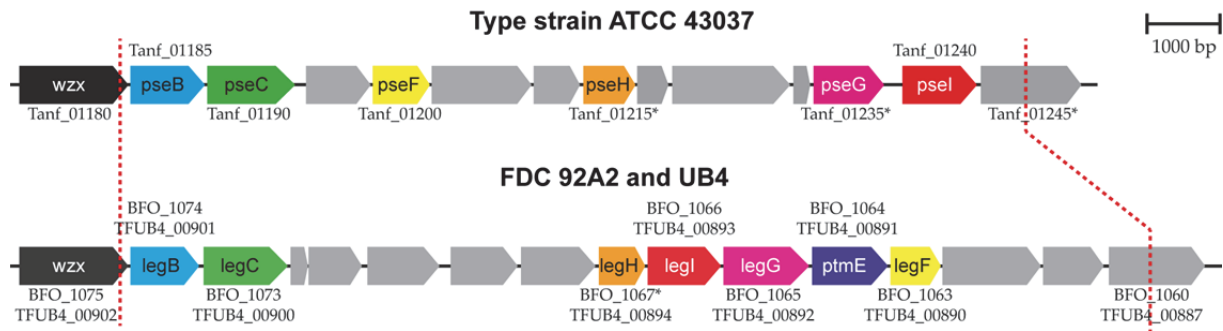 Type strain ATCC 43037
1000 bp
Tanf_01185
Tanf_01240
wzx
pseB
pseC
pseF
pseH
pseG
pseI
Tanf_01180
Tanf_01190
Tanf_01200
Tanf_01215*
Tanf_01235*
Tanf_01245*
FDC 92A2 and UB4
BFO_1074
TFUB4_00901
BFO_1066
TFUB4_00893
BFO_1064
TFUB4_00891
wzx
legB
legC
legH
legI
legG
ptmE
legF
BFO_1075
TFUB4_00902
BFO_1073
TFUB4_00900
BFO_1067*
TFUB4_00894
BFO_1065
TFUB4_00892
BFO_1063
TFUB4_00890
BFO_1060
TFUB4_00887